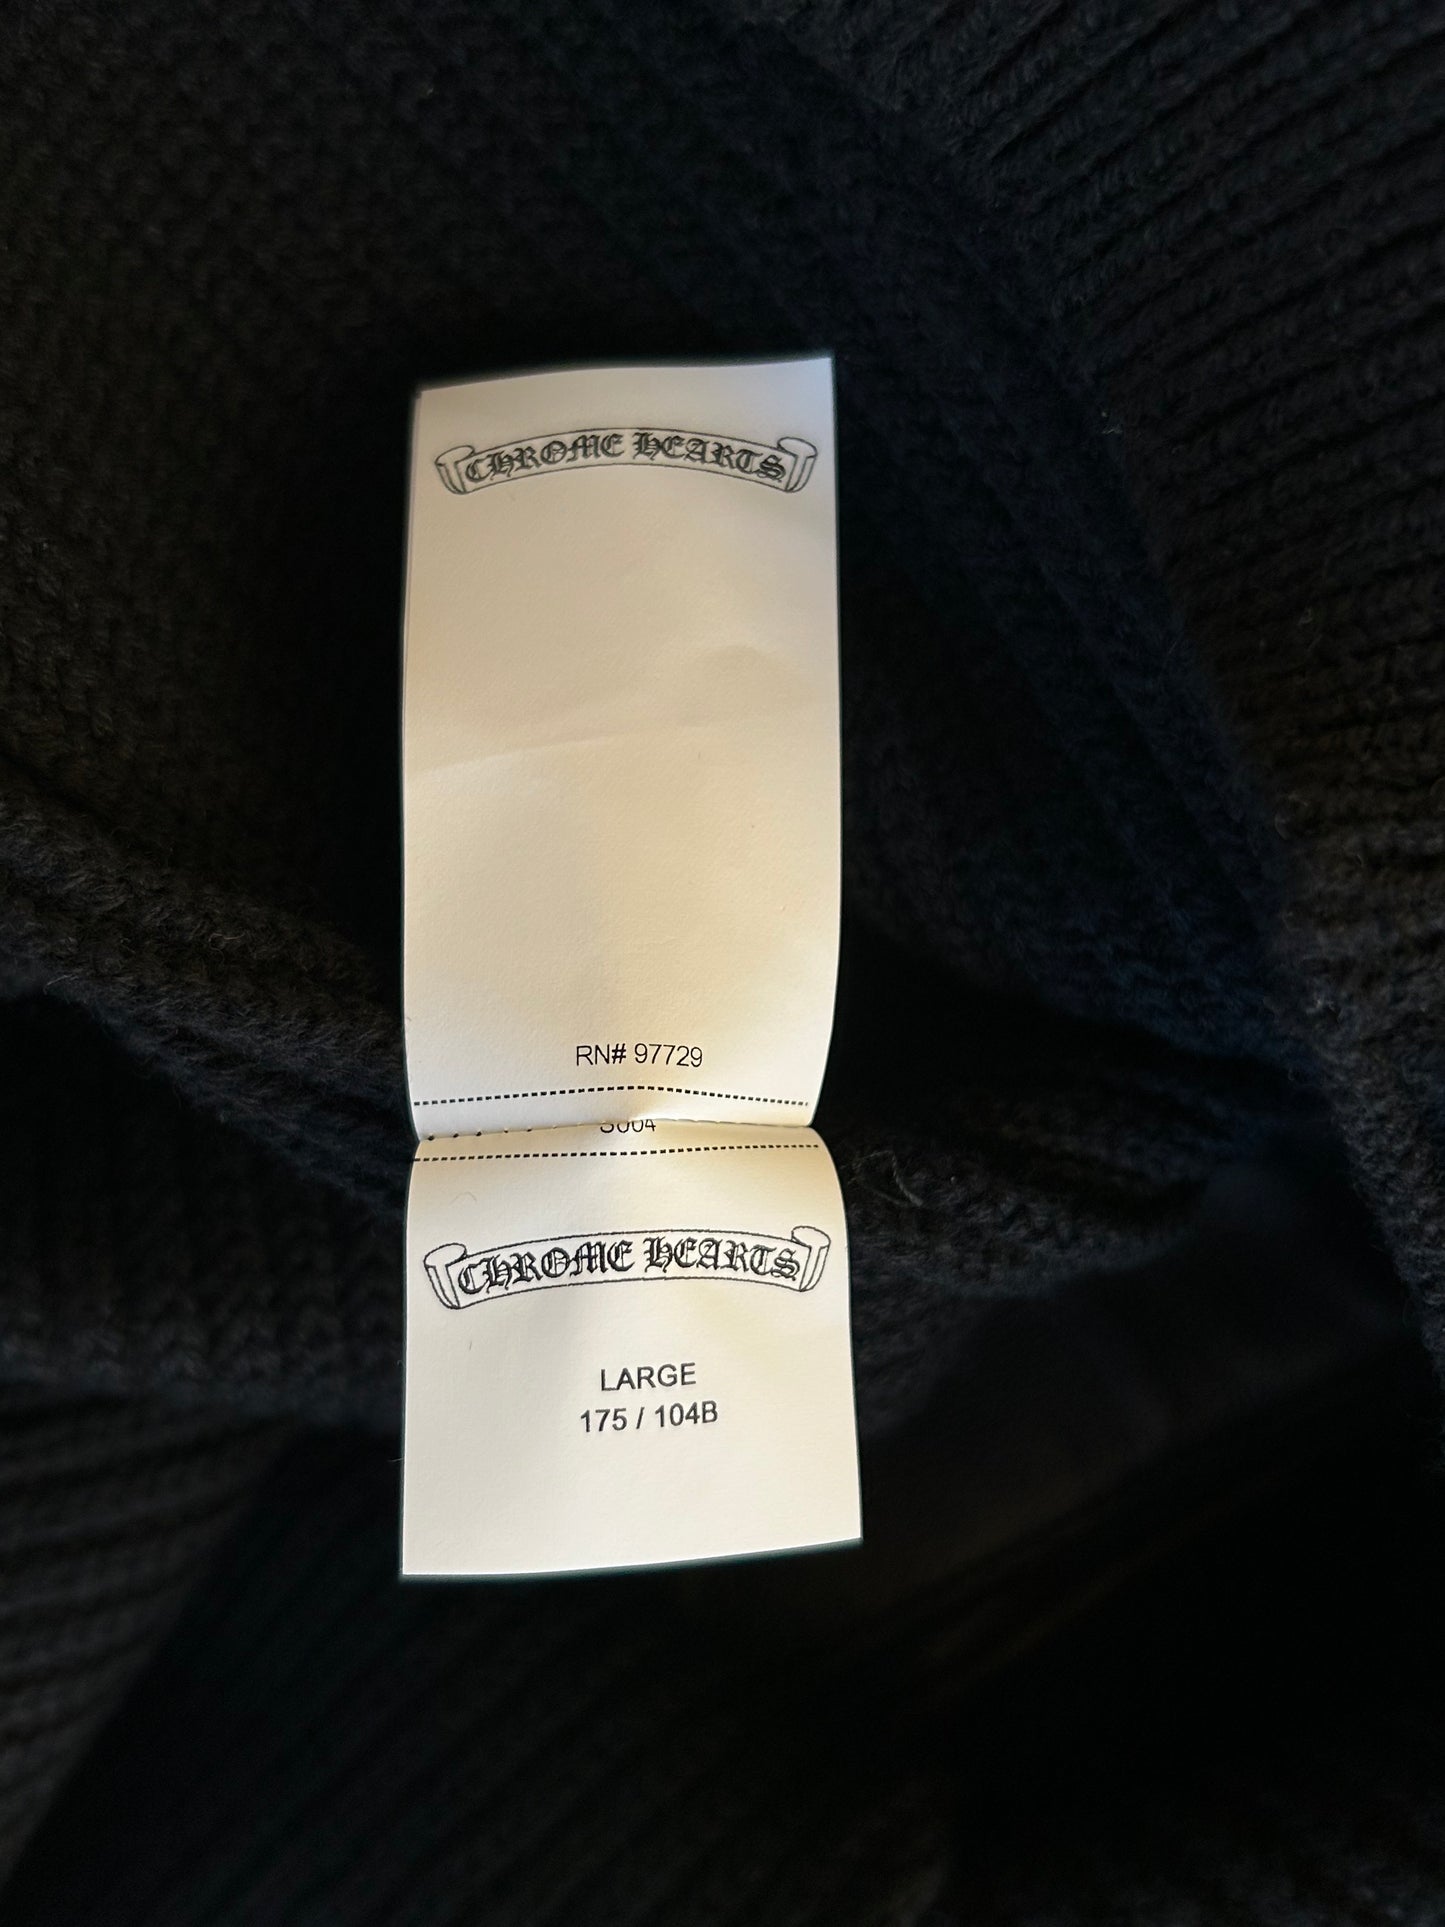 CHROME HEARTS
RN# 97729
CHROME HEARTS
LARGE
175 / 104B